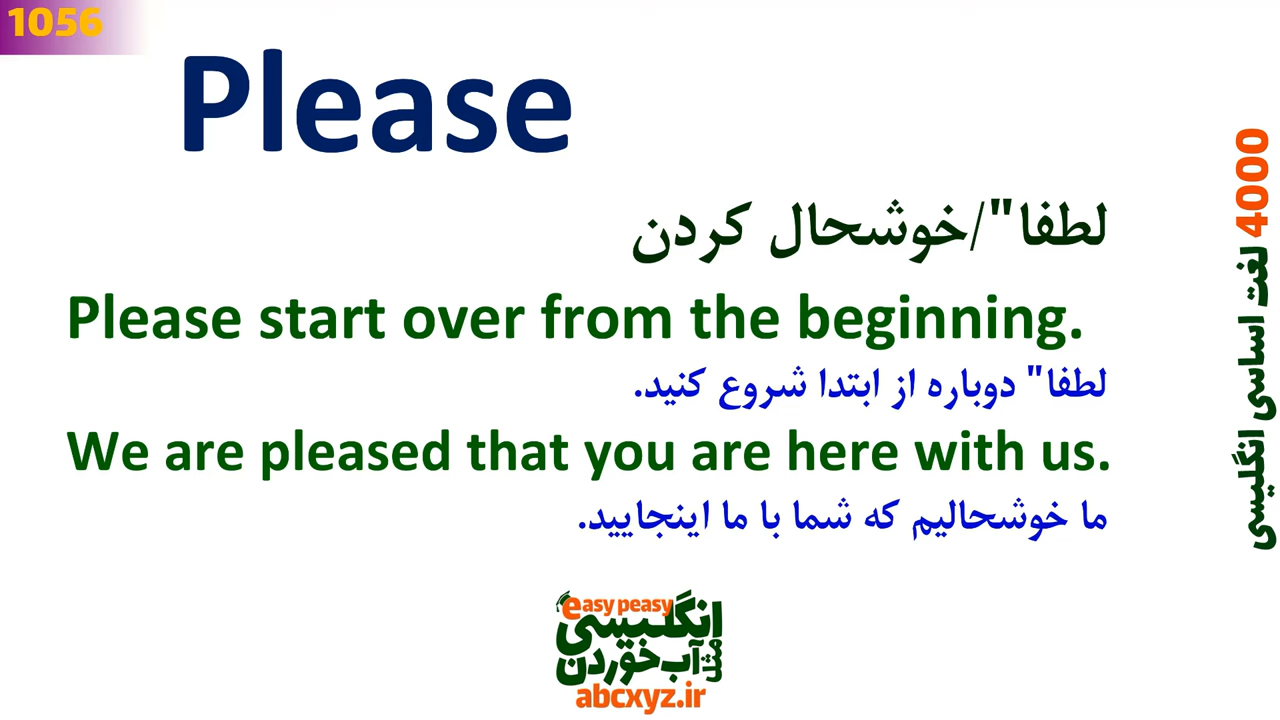 1056
Please
لطفا"/خوشحال کردن
Please start over from the beginning.
لطفا" دوباره از ابتدا شروع کنید.
We are pleased that you are here with us.
ما خوشحالیم که شما با ما اینجایید.
4000 لغت اساسی انگلیسی
easy peasy
انگلیسی
مثل آب خوردن
abcxyz.ir